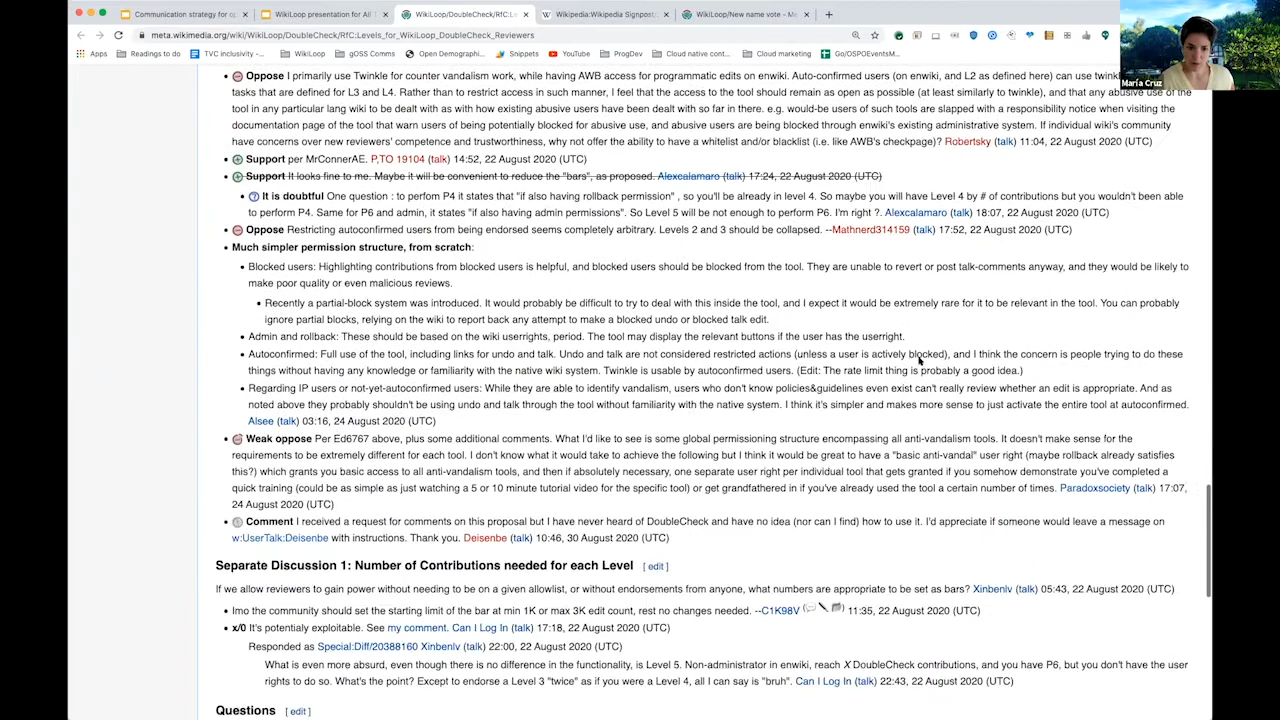 Communication strategy for op
WikiLoop presentation for All T
WikiLoop/DoubleCheck/RfC:Le
Wikipedia:Wikipedia Signpost
WikiLoop/New name vote - Me
meta.wikimedia.org/wiki/WikiLoop/DoubleCheck/RfC:Levels_for_WikiLoop_DoubleCheck_Reviewers
Apps Readings to do TVC inclusivity -... WikiLoop gOSS Comms Open Demographi... Snippets YouTube ProgDev Cloud native cont... Cloud marketing Go/OSPOEventsM...
María Cruz
Oppose I primarily use Twinkle for counter vandalism work, while having AWB access for programmatic edits on enwiki. Auto-confirmed users (on enwiki, and L2 as defined here) can use twink
tasks that are defined for L3 and L4. Rather than to restrict access in such manner, I feel that the access to the tool should remain as open as possible (at least similarly to twinkle), and that any abusive use of the
tool in any particular lang wiki to be dealt with as with how existing abusive users have been dealt with so far in there. e.g. would-be users of such tools are slapped with a responsibility notice when visiting the
documentation page of the tool that warn users of being potentially blocked for abusive use, and abusive users are being blocked through enwiki's existing administrative system. If individual wiki's community
have concerns over new reviewers' competence and trustworthiness, why not offer the ability to have a whitelist and/or blacklist (i.e. like AWB's checkpage)? Robertsky (talk) 11:04, 22 August 2020 (UTC)
Support per MrConnerAE. P,TO 19104 (talk) 14:52, 22 August 2020 (UTC)
Support It looks fine to me. Maybe it will be convenient to reduce the "bars", as proposed. Alexcalamaro (talk) 17:24, 22 August 2020 (UTC)
It is doubtful One question : to perform P4 it states that "if also having rollback permission" , so you'll be already in level 4. So maybe you will have Level 4 by # of contributions but you wouldn't been able
to perform P4. Same for P6 and admin, it states "if also having admin permissions". So Level 5 will be not enough to perform P6. I'm right ?. Alexcalamaro (talk) 18:07, 22 August 2020 (UTC)
Oppose Restricting autoconfirmed users from being endorsed seems completely arbitrary. Levels 2 and 3 should be collapsed. --Mathnerd314159 (talk) 17:52, 22 August 2020 (UTC)
Much simpler permission structure, from scratch:
Blocked users: Highlighting contributions from blocked users is helpful, and blocked users should be blocked from the tool. They are unable to revert or post talk-comments anyway, and they would be likely to
make poor quality or even malicious reviews.
Recently a partial-block system was introduced. It would probably be difficult to try to deal with this inside the tool, and I expect it would be extremely rare for it to be relevant in the tool. You can probably
ignore partial blocks, relying on the wiki to report back any attempt to make a blocked undo or blocked talk edit.
Admin and rollback: These should be based on the wiki userrights, period. The tool may display the relevant buttons if the user has the userright.
Autoconfirmed: Full use of the tool, including links for undo and talk. Undo and talk are not considered restricted actions (unless a user is actively blocked), and I think the concern is people trying to do these
things without having any knowledge or familiarity with the native wiki system. Twinkle is usable by autoconfirmed users. (Edit: The rate limit thing is probably a good idea.)
Regarding IP users or not-yet-autoconfirmed users: While they are able to identify vandalism, users who don't know policies&guidelines even exist can't really review whether an edit is appropriate. And as
noted above they probably shouldn't be using undo and talk through the tool without familiarity with the native system. I think it's simpler and makes more sense to just activate the entire tool at autoconfirmed.
Alsee (talk) 03:16, 24 August 2020 (UTC)
Weak oppose Per Ed6767 above, plus some additional comments. What I'd like to see is some global permissioning structure encompassing all anti-vandalism tools. It doesn't make sense for the
requirements to be extremely different for each tool. I don't know what it would take to achieve the following but I think it would be great to have a "basic anti-vandal" user right (maybe rollback already satisfies
this?) which grants you basic access to all anti-vandalism tools, and then if absolutely necessary, one separate user right per individual tool that gets granted if you somehow demonstrate you've completed a
quick training (could be as simple as just watching a 5 or 10 minute tutorial video for the specific tool) or get grandfathered in if you've already used the tool a certain number of times. Paradoxsociety (talk) 17:07,
24 August 2020 (UTC)
Comment I received a request for comments on this proposal but I have never heard of DoubleCheck and have no idea (nor can I find) how to use it. I'd appreciate if someone would leave a message on
w:UserTalk:Deisenbe with instructions. Thank you. Deisenbe (talk) 10:46, 30 August 2020 (UTC)
Separate Discussion 1: Number of Contributions needed for each Level [ edit ]
If we allow reviewers to gain power without needing to be on a given allowlist, or without endorsements from anyone, what numbers are appropriate to be set as bars? Xinbenlv (talk) 05:43, 22 August 2020 (UTC)
Imo the community should set the starting limit of the bar at min 1K or max 3K edit count, rest no changes needed. --C1K98V 11:35, 22 August 2020 (UTC)
x/0 It's potentialy exploitable. See my comment. Can I Log In (talk) 17:18, 22 August 2020 (UTC)
Responded as Special:Diff/20388160 Xinbenlv (talk) 22:00, 22 August 2020 (UTC)
What is even more absurd, even though there is no difference in the functionality, is Level 5. Non-administrator in enwiki, reach X DoubleCheck contributions, and you have P6, but you don't have the user
rights to do so. What's the point? Except to endorse a Level 3 "twice" as if you were a Level 4, all I can say is "bruh". Can I Log In (talk) 22:43, 22 August 2020 (UTC)
Questions [ edit ]